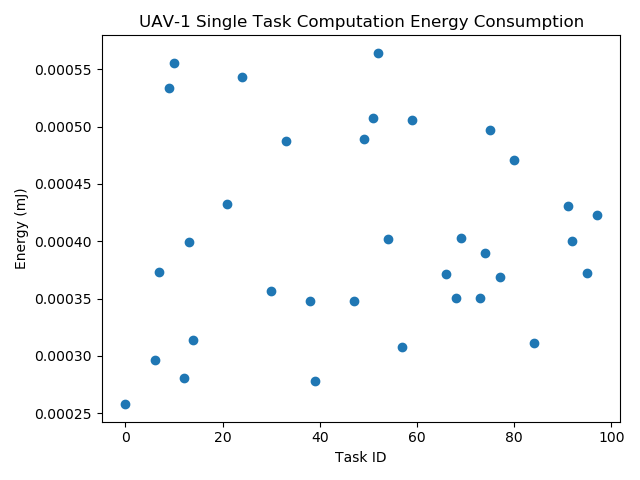 UAV-1 Single Task Computation Energy Consumption
0.00055
0.00050
0.00045
0.00040
0.00035
0.00030
0.00025
Energy (mJ)
0 20 40 60 80 100
Task ID